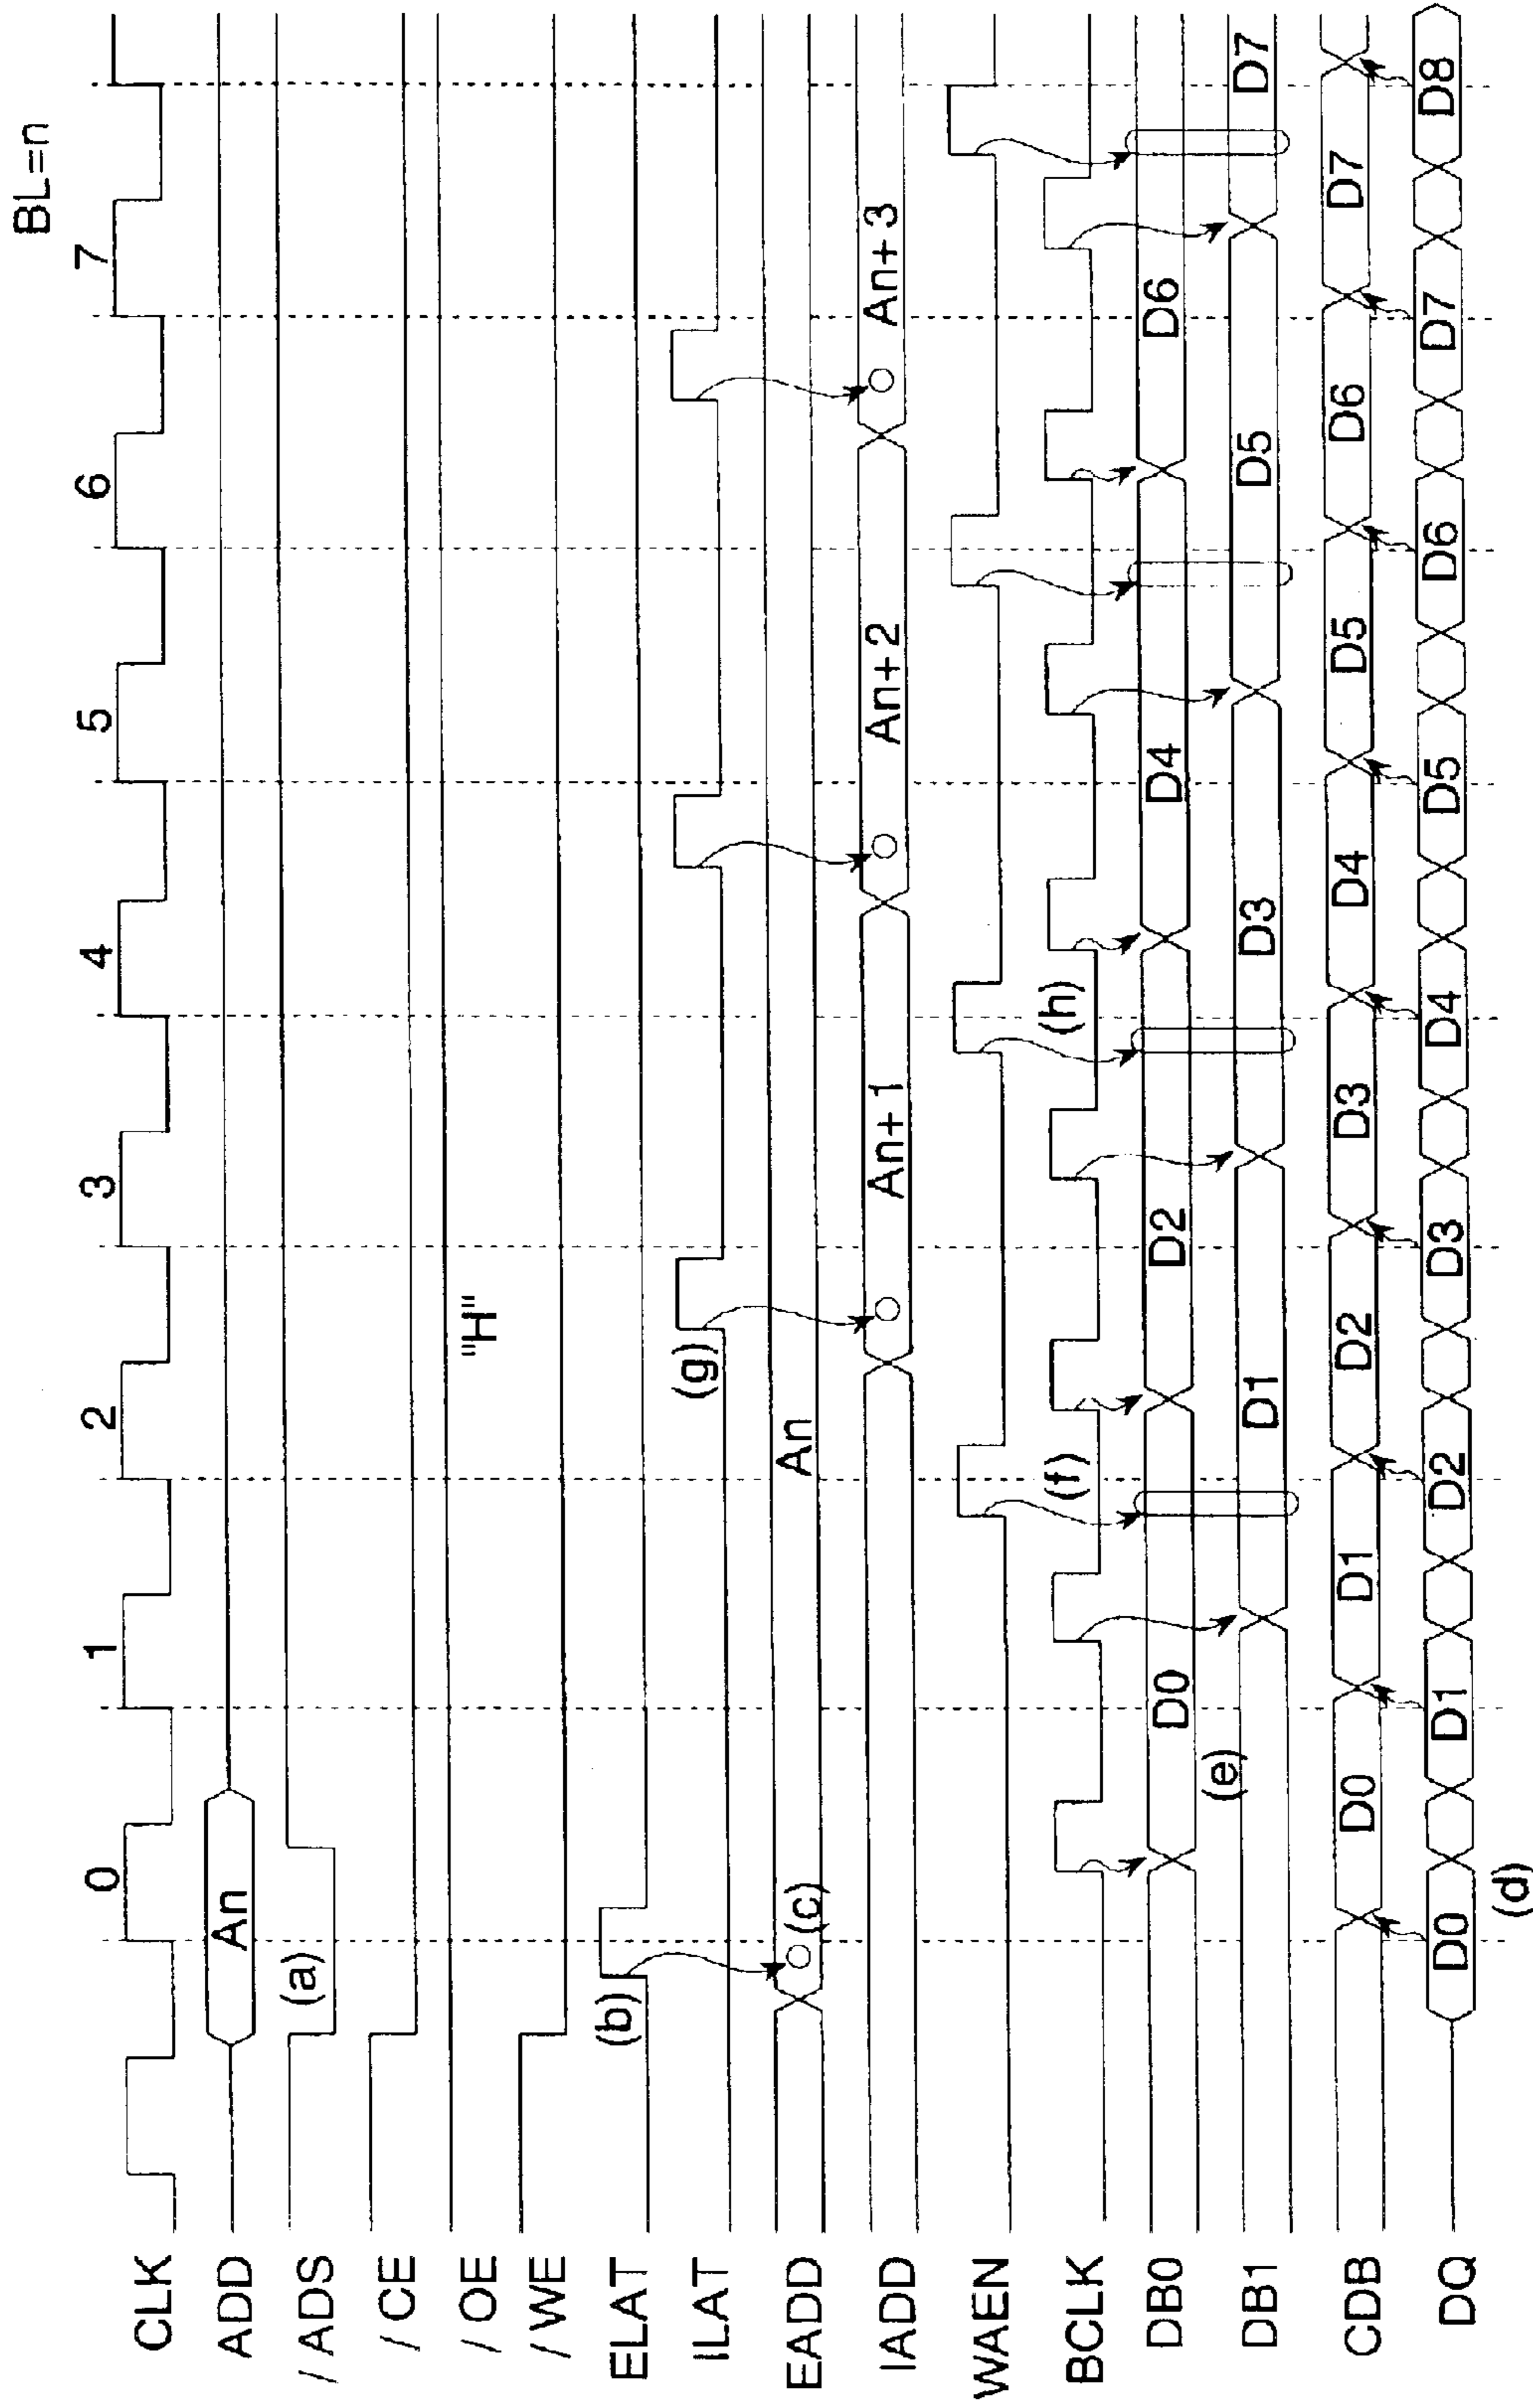 BL=n
0 1 2 3 4 5 6 7
CLK
ADD An
/ ADS (a)
/ CE
/ OE "H"
/ WE
ELAT (b)
ILAT (g)
EADD (c) An
IADD An+1 An+2 An+3
WAEN
BCLK (f) (h)
DB0 D0 D2 D4 D6
DB1 (e) D1 D3 D5 D7
CDB D0 D1 D2 D3 D4 D5 D6 D7
DQ D0 D1 D2 D3 D4 D5 D6 D7 D8
(d)